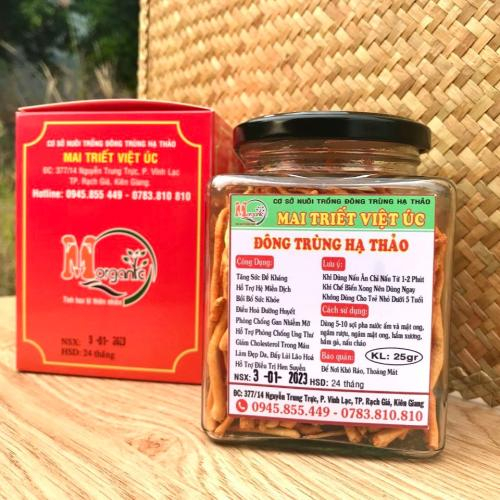 CƠ SỞ NUÔI TRỒNG ĐÔNG TRÙNG HẠ THẢO
MAI TRIẾT VIỆT ÚC
ĐC: 377/14 Nguyễn Trung Trực, P. Vĩnh Lạc
TP. Rạch Giá, Kiên Giang.
Hotline: 0945.855 449 - 0783.810 810
Morganic
Tinh hoa từ thiên nhiên
NSX: 3 -01- 2023
HSD: 24 tháng
CƠ SỞ NUÔI TRỒNG ĐÔNG TRÙNG HẠ THẢO
Morganic
MAI TRIẾT VIỆT ÚC
ĐÔNG TRÙNG HẠ THẢO
Công Dụng:
Tăng Sức Đề Kháng
Hỗ Trợ Hệ Miễn Dịch
Bồi Bổ Sức Khỏe
Điều Hoà Đường Huyết
Phòng Chống Gan Nhiễm Mỡ
Hỗ Trợ Phòng Chống Ung Thư
Giảm Cholesterol Trong Máu
Làm Đẹp Da, Đẩy Lùi Lão Hoá
Hỗ Trợ Điều Trị Hen Suyễn
Lưu ý:
Khi Dùng Nấu Ăn Chỉ Nấu Từ 1-2 Phút
Khi Chế Biến Xong Nên Dùng Ngay
Không Dùng Cho Trẻ Nhỏ Dưới 5 Tuổi
Cách sử dụng:
Dùng 5-10 sợi pha nước ấm và mật ong,
ngâm rượu, ngâm mật ong, hầm xương,
hầm gà, nấu cháo
Bảo quản:
KL: 25gr
Để Nơi Khô Ráo, Thoáng Mát
NSX: 3 -01- 2023 HSD: 24 tháng
ĐC: 377/14 Nguyễn Trung Trực, P. Vĩnh Lạc, TP. Rạch Giá, Kiên Giang
0945.855.449 - 0783.810.810